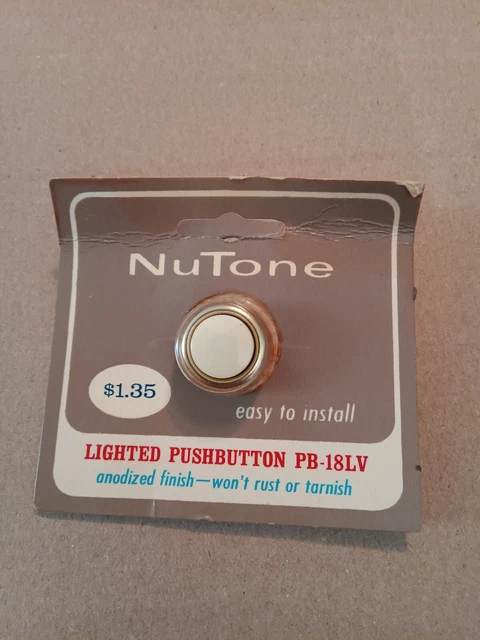 NuTone
$1.35
easy to install
LIGHTED PUSHBUTTON PB-18LV
anodized finish—won't rust or tarnish